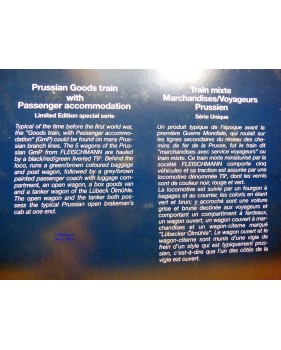 Prussian Goods train
with
Passenger accommodation
Limited Edition special serie
Typical of the time before the first world war,
the "Goods train, with Passenger accommo-
dation" (GmP) could be found on many Prus-
sian branch lines. The 5 wagons of the Prus-
sian GmP from FLEISCHMANN are headed
by a black/red/green liveried T9³. Behind the
loco, runs a green/brown coloured baggage
and post wagon, followed by a grey/brown
painted passenger coach with luggage com-
partment, an open wagon, a box goods van
and a tanker wagon of the Lübeck Ölmühle.
The open wagon and the tanker both pos-
sess the typical Prussian open brakeman's
cab at one end.
Train mixte
Marchandises/Voyageurs
Prussien
Série Unique
Un produit typique de l'époque avant la
première Guerre Mondiale, qui roulait sur
les lignes secondaires du réseau des che-
mins de fer de la Prusse, fut le train dit
"marchandises avec service voyageurs" ou
train mixte. Ce train mixte miniaturisé par la
société FLEISCHMANN comporte cinq
véhicules et sa traction est assurée par une
locomotive dénommée T9³, dont les vernis
sont de couleur noir, rouge et vert.
La locomotive est suivie par un fourgon à
bagages et au courrier, les coloris en étant
vert et brun; y accroché sont une voiture
grise et brune destinée aux voyageurs et
comportant un compartiment à fardeaux,
un wagon ouvert, un wagon couvert à mar-
chandises et un wagon-citerne marqué
"Lübecker Ölmühle". Le wagon ouvert et le
wagon-citerne sont munis d'une vigie de
frein d'un style qui est typiquement prus-
sien, c'est-à-dire que l'un des côtés de la
vigie est ouvert.